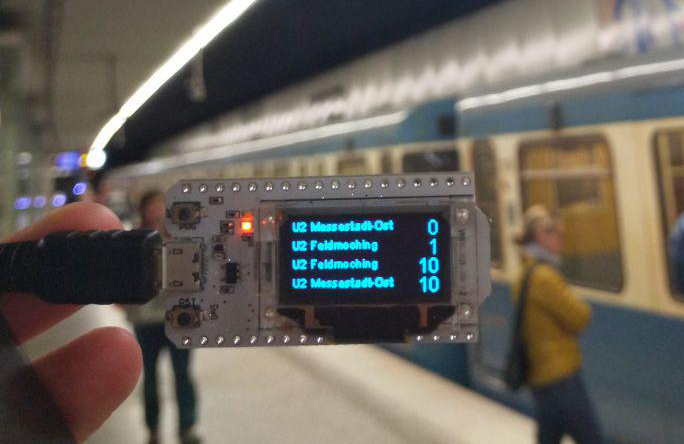 PRG
RST
U2 Messestadt-Ost 0
U2 Feldmoching 1
U2 Feldmoching 10
U2 Messestadt-Ost 10